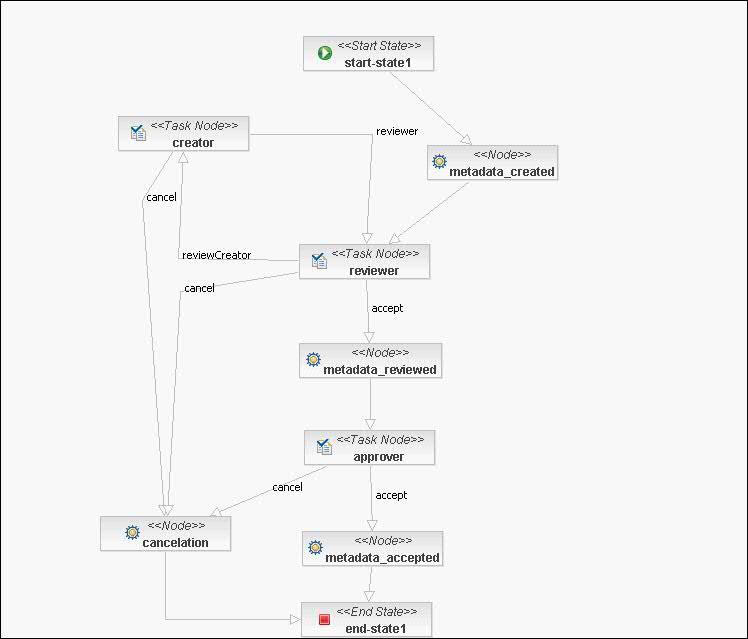 <<Start State>>
start-state1
<<Task Node>>
creator
reviewer
<<Node>>
metadata_created
cancel
reviewCreator
<<Task Node>>
reviewer
cancel
accept
<<Node>>
metadata_reviewed
<<Task Node>>
approver
cancel
accept
<<Node>>
cancelation
<<Node>>
metadata_accepted
<<End State>>
end-state1